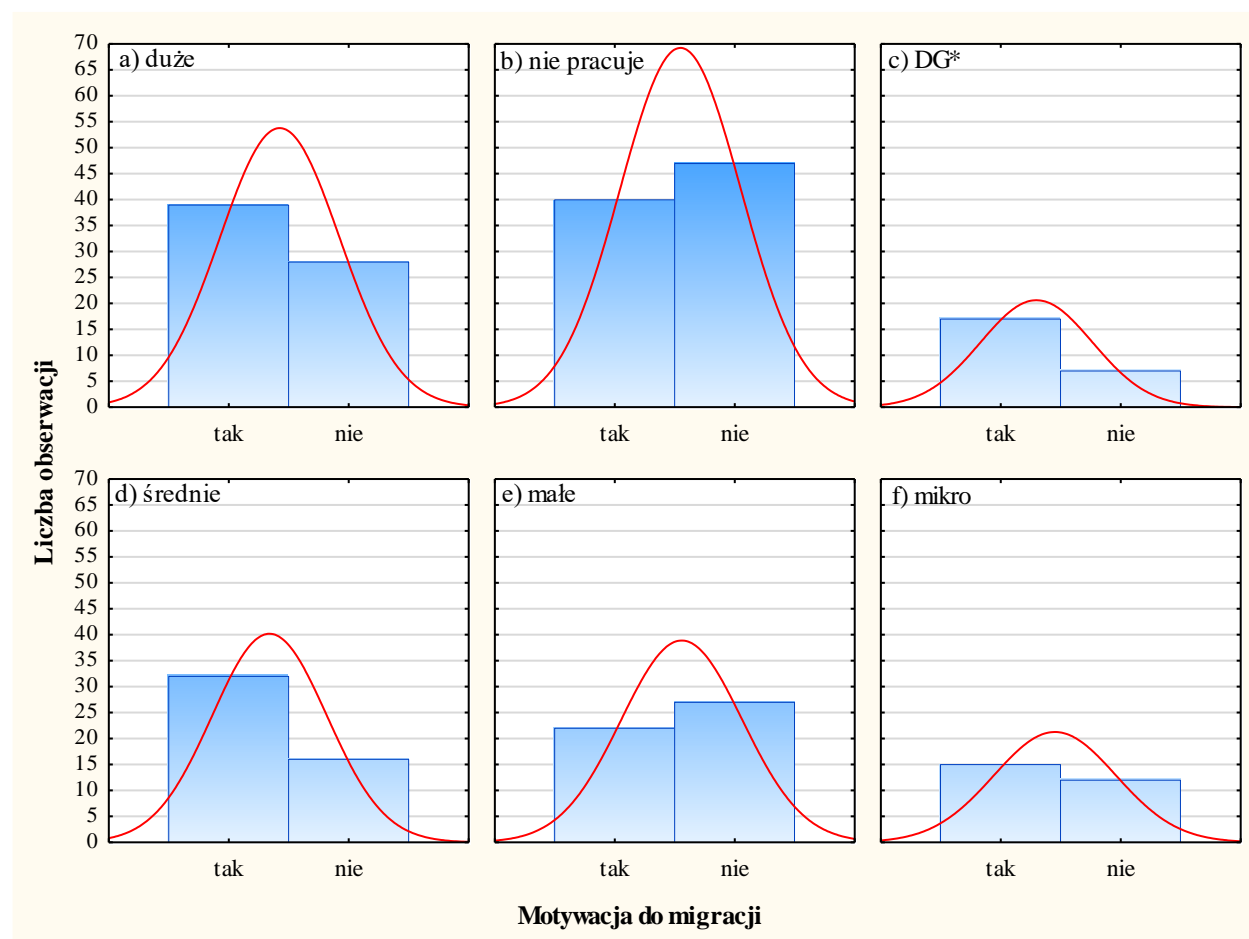 a) duże
b) nie pracuje
c) DG*
70
65
60
55
50
45
40
35
30
25
20
15
10
5
0
tak nie
tak nie
tak nie
Liczba obserwacji
d) średnie
e) małe
f) mikro
70
65
60
55
50
45
40
35
30
25
20
15
10
5
0
tak nie
tak nie
tak nie
Motywacja do migracji